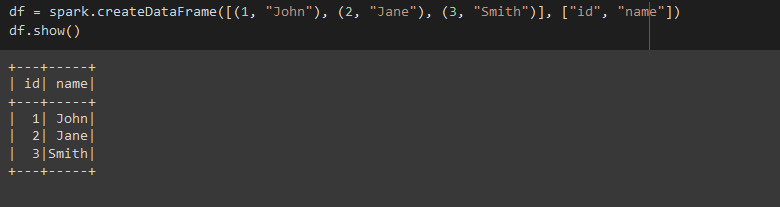 df = spark.createDataFrame([(1, "John"), (2, "Jane"), (3, "Smith")], ["id", "name"])
df.show()
+---+-----+
| id| name|
+---+-----+
|  1| John|
|  2| Jane|
|  3|Smith|
+---+-----+